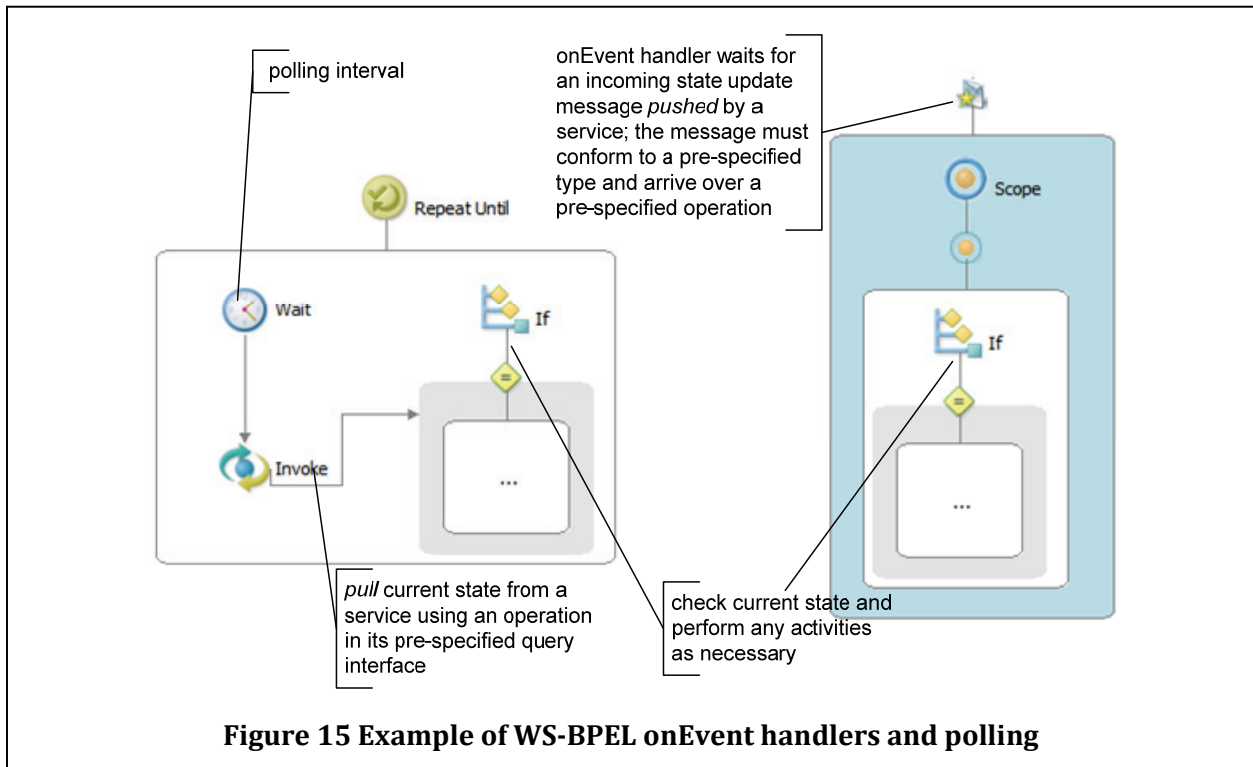 polling interval
onEvent handler waits for
an incoming state update
message pushed by a
service; the message must
conform to a pre-specified
type and arrive over a
pre-specified operation
Repeat Until
Wait
If
Invoke
...
Scope
If
=
...
=
pull current state from a
service using an operation
in its pre-specified query
interface
check current state and
perform any activities
as necessary
Figure 15 Example of WS-BPEL onEvent handlers and polling